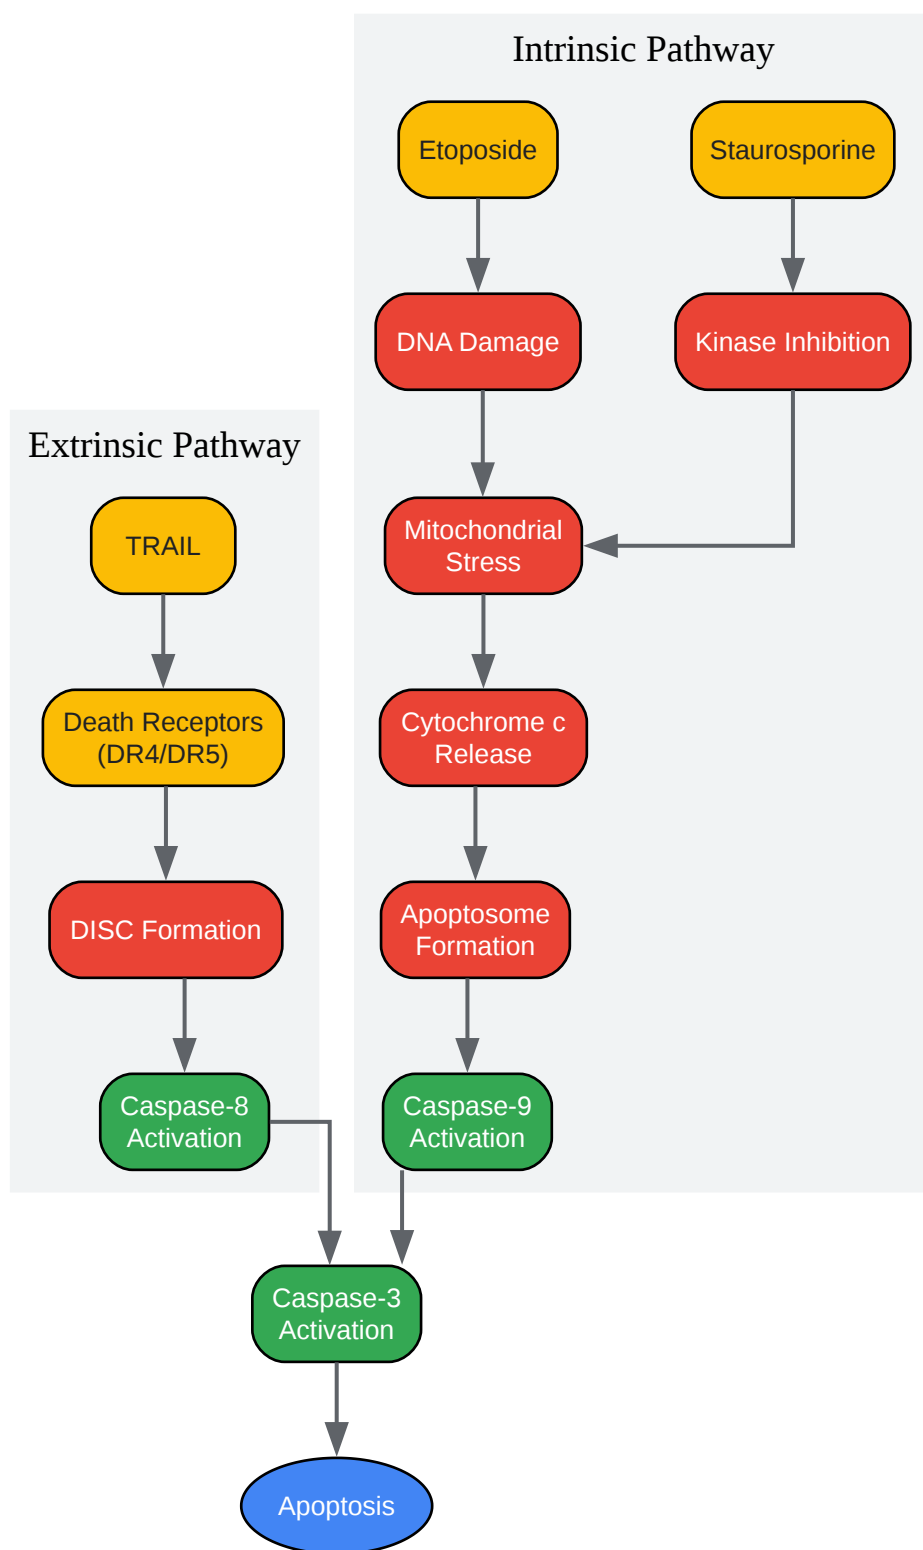 Intrinsic Pathway
Etoposide
Staurosporine
DNA Damage
Kinase Inhibition
Extrinsic Pathway
TRAIL
Mitochondrial
Stress
Death Receptors
(DR4/DR5)
Cytochrome c
Release
DISC Formation
Apoptosome
Formation
Caspase-8
Activation
Caspase-9
Activation
Caspase-3
Activation
Apoptosis